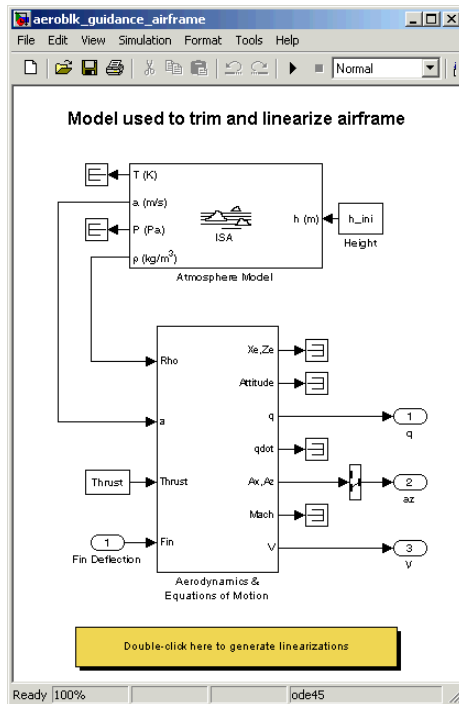 aeroblk_guidance_airframe
File Edit View Simulation Format Tools Help
Normal
Model used to trim and linearize airframe
T (K)
a (m/s)
P (Pa)
ρ (kg/m³)
ISA
h (m)
h_ini
Height
Atmosphere Model
Rho
a
Thrust
Thrust
1
Fin
Fin Deflection
Xe,Ze
Attitude
q
qdot
Ax,Az
Mach
V
1
q
2
az
3
V
Aerodynamics &
Equations of Motion
Double-click here to generate linearizations
Ready 100% ode45